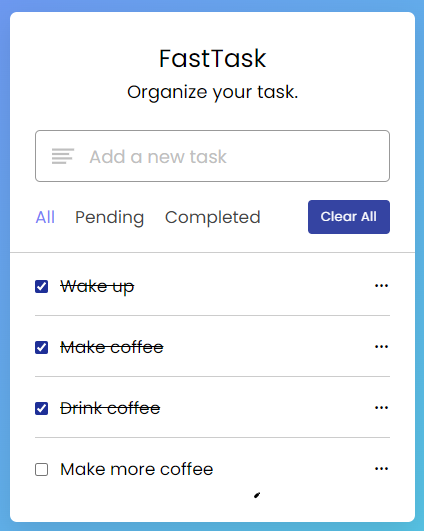 FastTask
Organize your task.
Add a new task
All Pending Completed Clear All
Wake up
Make coffee
Drink coffee
Make more coffee